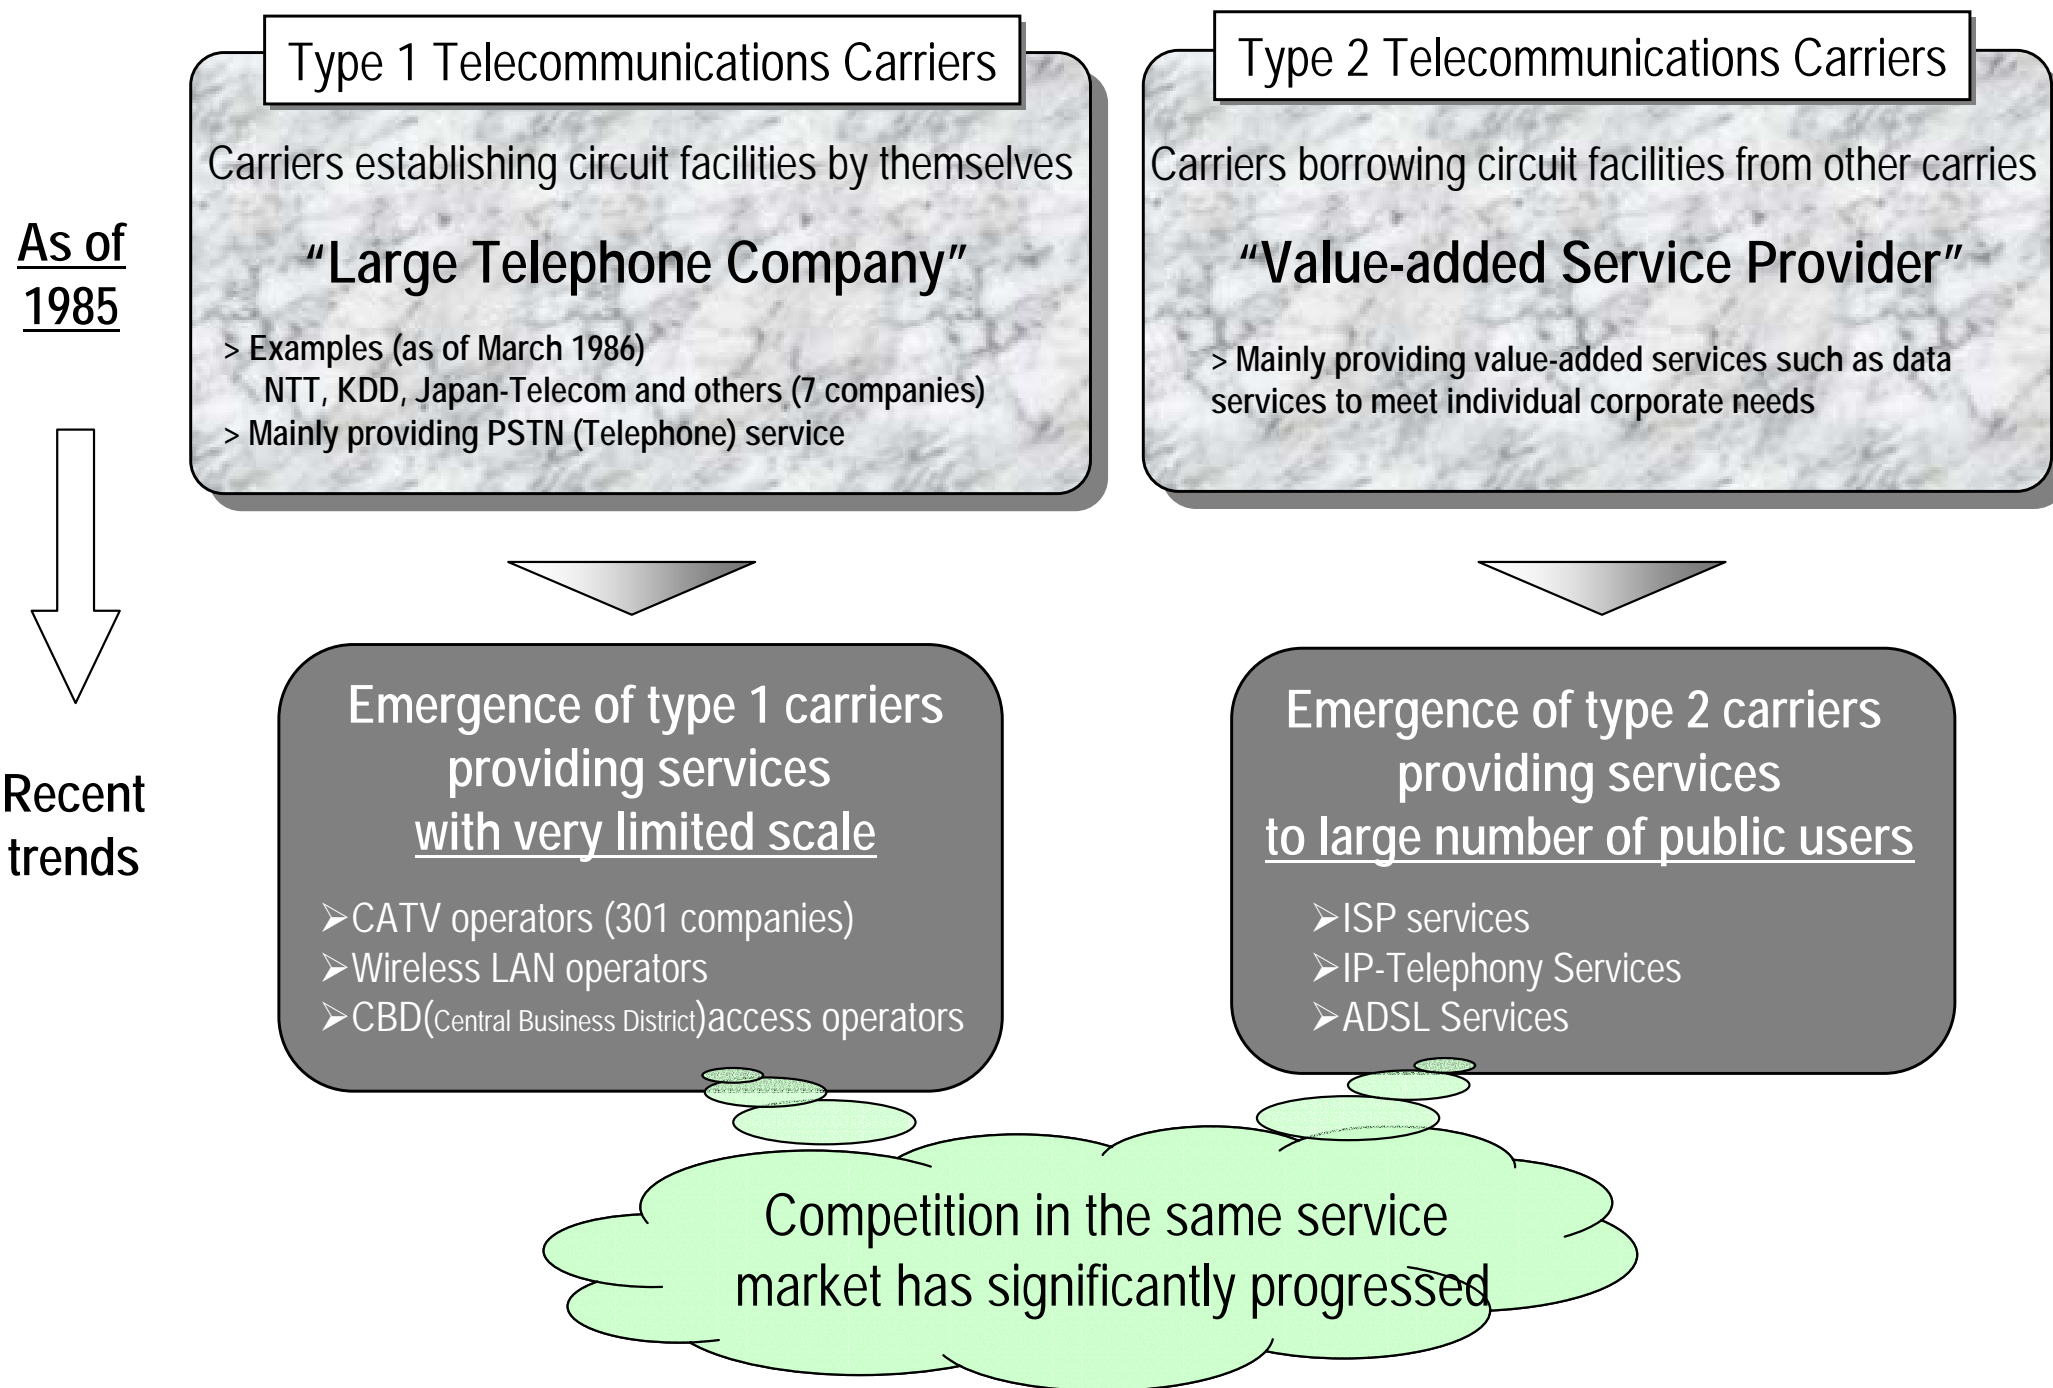 Type 1 Telecommunications Carriers
Carriers establishing circuit facilities by themselves
“Large Telephone Company”
> Examples (as of March 1986)
NTT, KDD, Japan-Telecom and others (7 companies)
> Mainly providing PSTN (Telephone) service
Type 2 Telecommunications Carriers
Carriers borrowing circuit facilities from other carries
“Value-added Service Provider”
> Mainly providing value-added services such as data
services to meet individual corporate needs
As of
1985
Recent
trends
Emergence of type 1 carriers
providing services
with very limited scale
➢CATV operators (301 companies)
➢Wireless LAN operators
➢CBD(Central Business District)access operators
Emergence of type 2 carriers
providing services
to large number of public users
➢ISP services
➢IP-Telephony Services
➢ADSL Services
Competition in the same service
market has significantly progressed